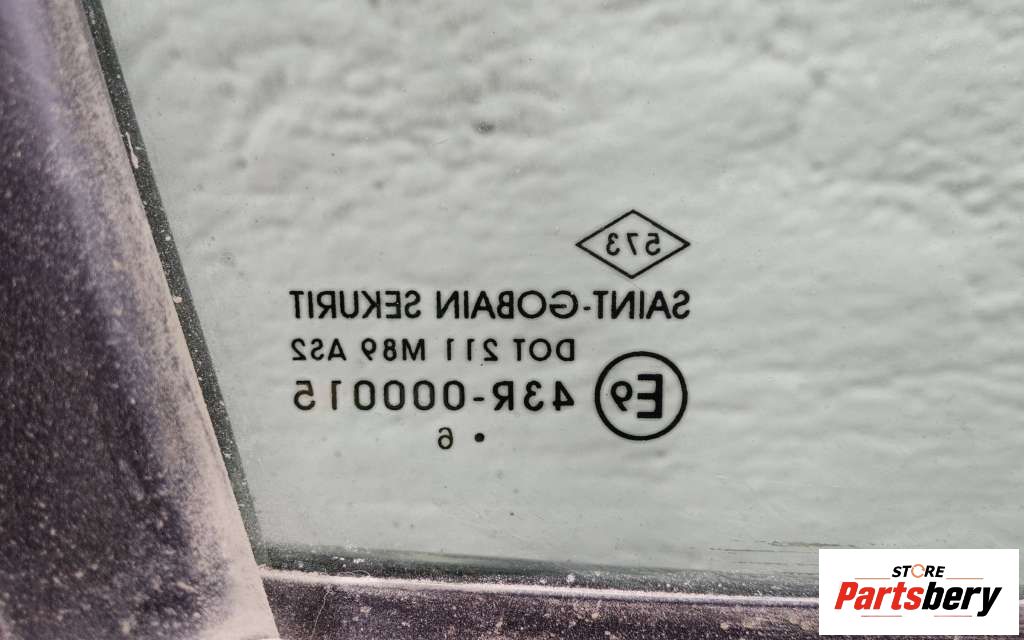 573
SAINT-GOBAIN SEKURIT
DOT 211 M89 AS2
E9 43R-000015
• 6
STORE
Partsbery